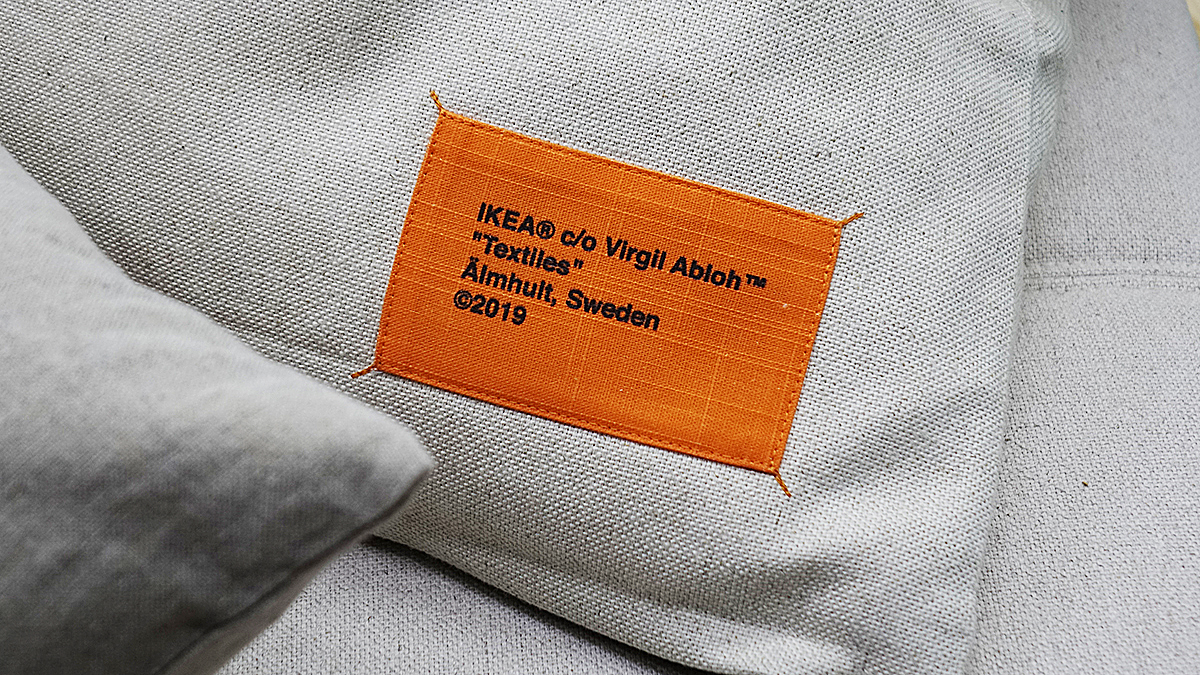 IKEA® c/o Virgil Abloh™
"Textiles"
Älmhult, Sweden
©2019